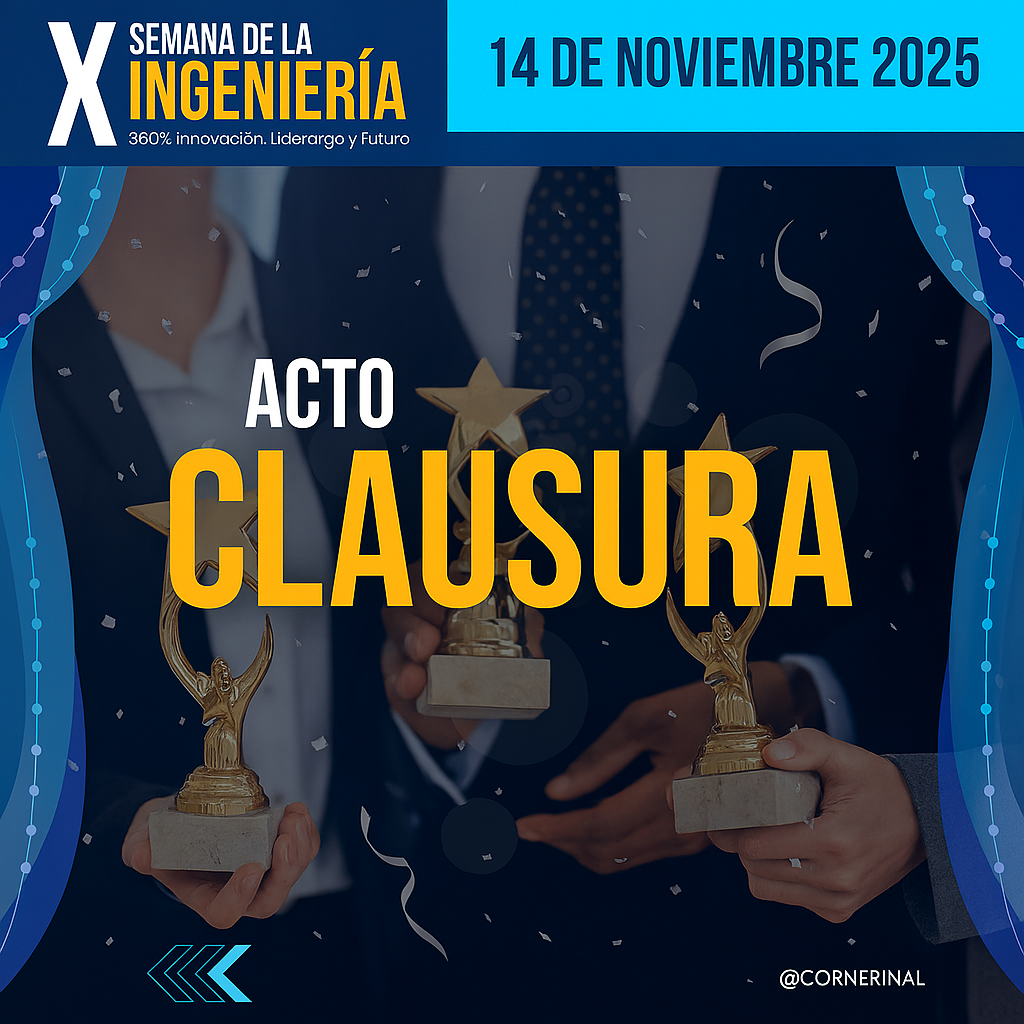 X SEMANA DE LA
INGENIERÍA
360% innovación. Liderargo y Futuro
14 DE NOVIEMBRE 2025
ACTO
CLAUSURA
@CORNERINAL